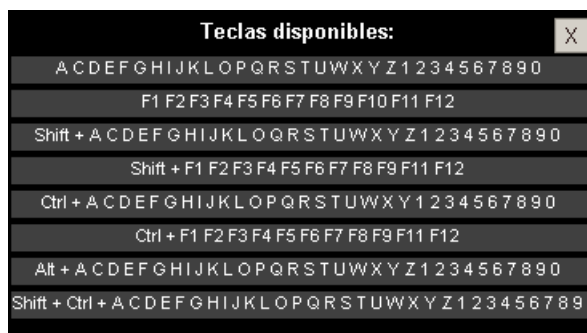 Teclas disponibles:
X
A C D E F G H I J K L O P Q R S T U W X Y Z 1 2 3 4 5 6 7 8 9 0
F1 F2 F3 F4 F5 F6 F7 F8 F9 F10 F11 F12
Shift + A C D E F G H I J K L O Q R S T U W X Y Z 1 2 3 4 5 6 7 8 9 0
Shift + F1 F2 F3 F4 F5 F6 F7 F8 F9 F11 F12
Ctrl + A C D E F G H I J K L O P Q R S T U W X Y 1 2 3 4 5 6 7 8 9 0
Ctrl + F1 F2 F3 F4 F5 F6 F7 F8 F9 F11 F12
Alt + A C D E F G H I J K L O P Q R S T U W X Y Z 1 2 3 4 5 6 7 8 9 0
Shift + Ctrl + A C D E F G H I J K L O P Q R S T U W X Y Z 1 2 3 4 5 6 7 8 9